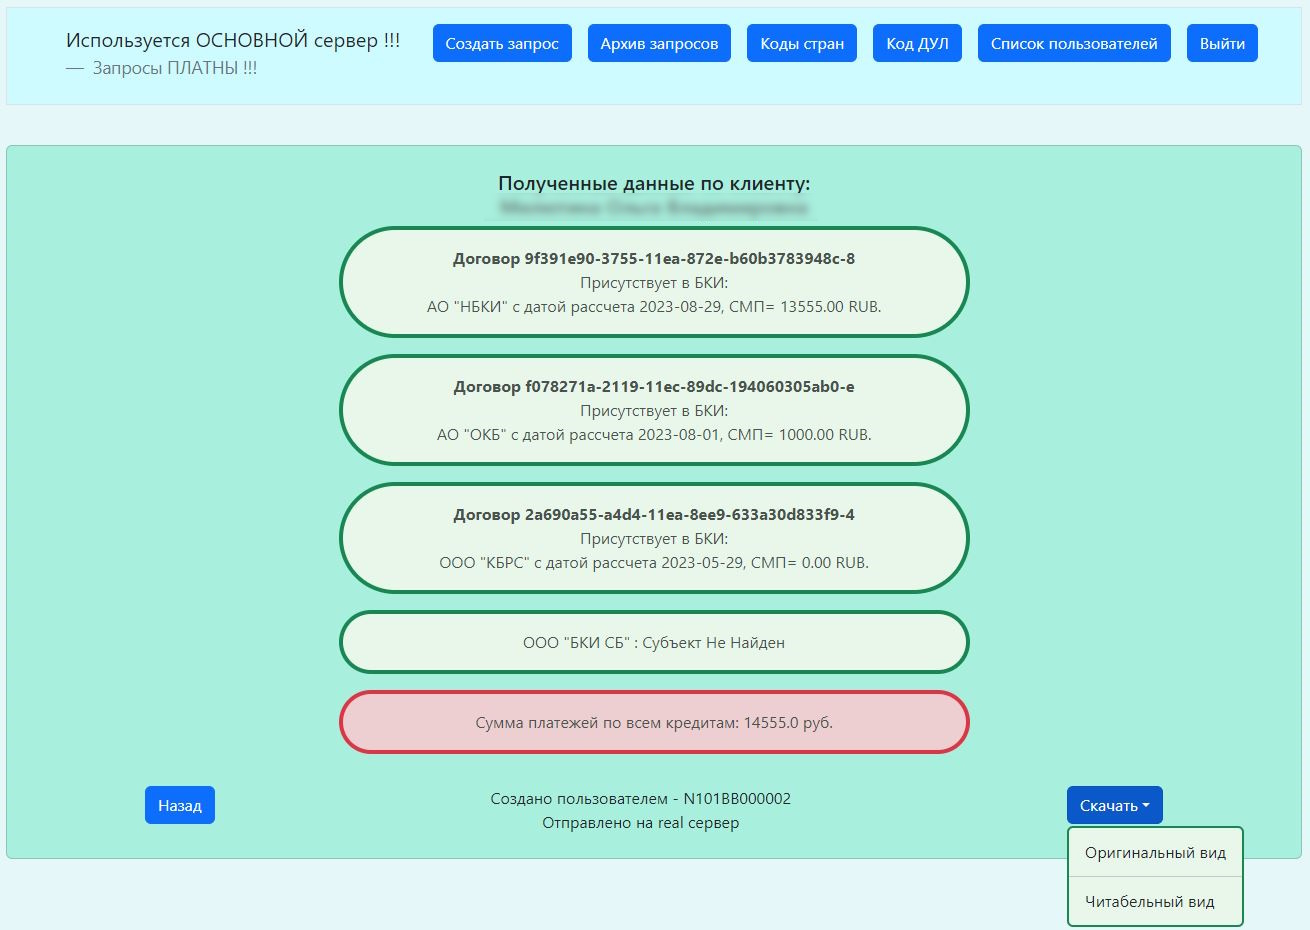 Используется ОСНОВНОЙ сервер !!!
— Запросы ПЛАТНЫ !!!
Создать запрос
Архив запросов
Коды стран
Код ДУЛ
Список пользователей
Выйти
Полученные данные по клиенту:
Договор 9f391e90-3755-11ea-872e-b60b3783948c-8
Присутствует в БКИ:
АО "НБКИ" с датой рассчета 2023-08-29, СМП= 13555.00 RUB.
Договор f078271a-2119-11ec-89dc-194060305ab0-e
Присутствует в БКИ:
АО "ОКБ" с датой рассчета 2023-08-01, СМП= 1000.00 RUB.
Договор 2a690a55-a4d4-11ea-8ee9-633a30d833f9-4
Присутствует в БКИ:
ООО "КБРС" с датой рассчета 2023-05-29, СМП= 0.00 RUB.
ООО "БКИ СБ" : Субъект Не Найден
Сумма платежей по всем кредитам: 14555.0 руб.
Назад
Создано пользователем - N101BB000002
Отправлено на real сервер
Скачать
Оригинальный вид
Читабельный вид